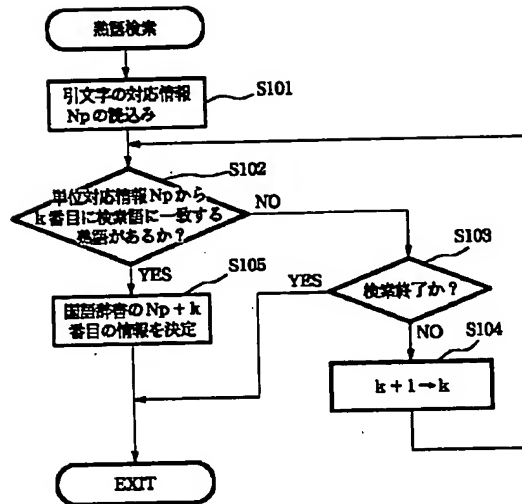 熟語検索
引文字の対応情報
Npの読込み
S101
S102
単位対応情報Npから
k番目に検索語に一致する
熟語があるか?
NO
YES
S103
検索終了か?
YES
NO
S105
国語辞書のNp+k
番目の情報を決定
S104
k+1→k
EXIT